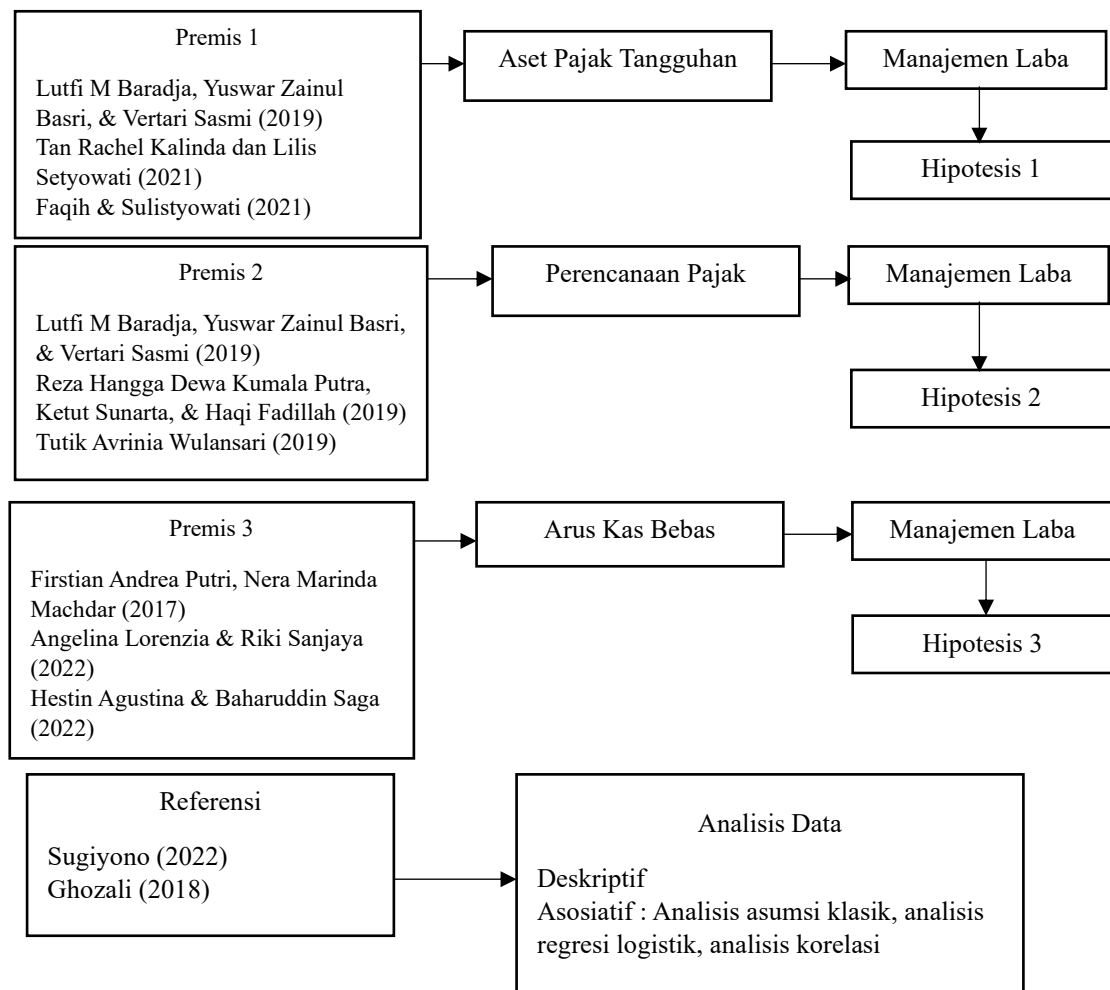 Premis 1
Lutfi M Baradja, Yuswar Zainul
Basri, & Vertari Sasmi (2019)
Tan Rachel Kalinda dan Lilis
Setyowati (2021)
Faqih & Sulistyowati (2021)
Aset Pajak Tangguhan
Manajemen Laba
Hipotesis 1
Premis 2
Lutfi M Baradja, Yuswar Zainul Basri,
& Vertari Sasmi (2019)
Reza Hangga Dewa Kumala Putra,
Ketut Sunarta, & Haqi Fadillah (2019)
Tutik Avrinia Wulansari (2019)
Perencanaan Pajak
Manajemen Laba
Hipotesis 2
Premis 3
Firstian Andrea Putri, Nera Marinda
Machdar (2017)
Angelina Lorenzia & Riki Sanjaya
(2022)
Hestin Agustina & Baharuddin Saga
(2022)
Arus Kas Bebas
Manajemen Laba
Hipotesis 3
Referensi
Sugiyono (2022)
Ghozali (2018)
Analisis Data
Deskriptif
Asosiatif : Analisis asumsi klasik, analisis
regresi logistik, analisis korelasi